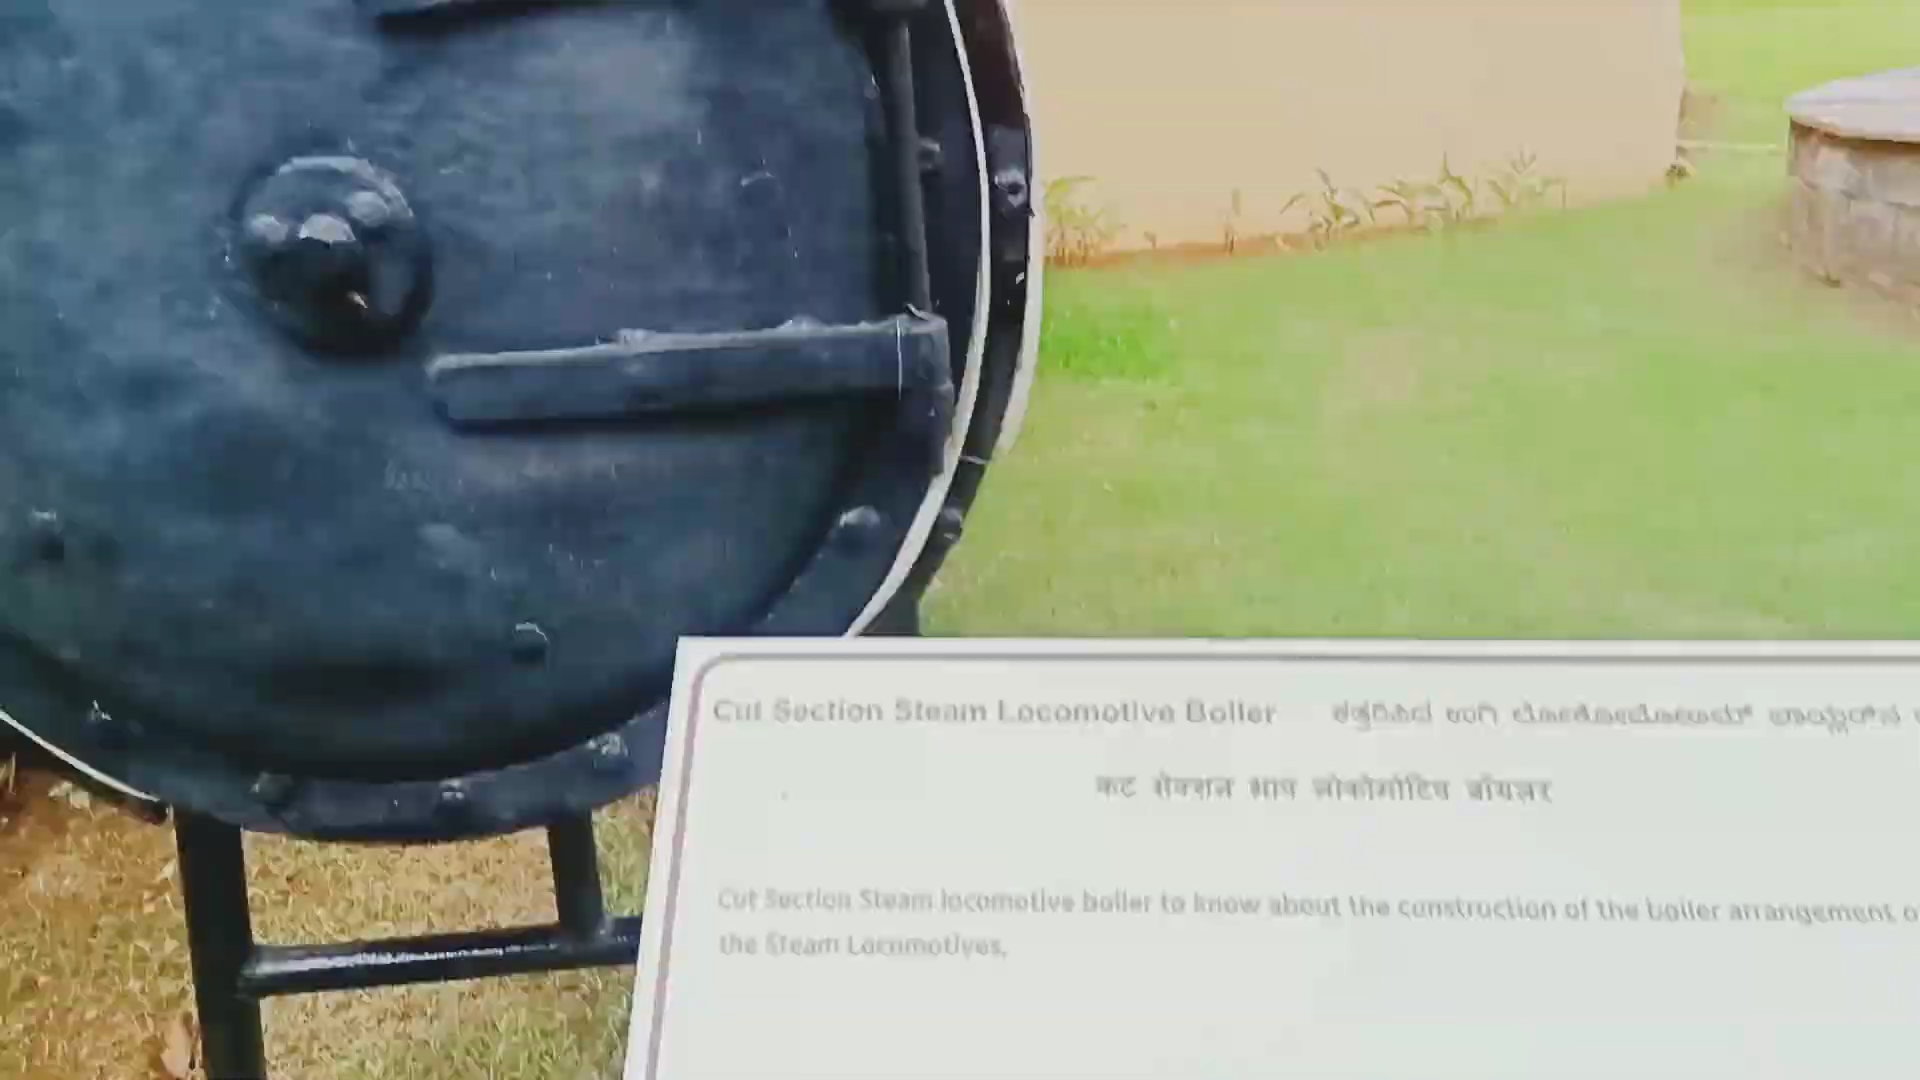 Cut Section Steam Locomotive Boiler ಉಗಿ
कट सेक्शन भाप लोकोमोटिव बॉयलर
Cut Section Steam locomotive boiler to know about the construction of the boiler arrangement
the Steam Locomotives.